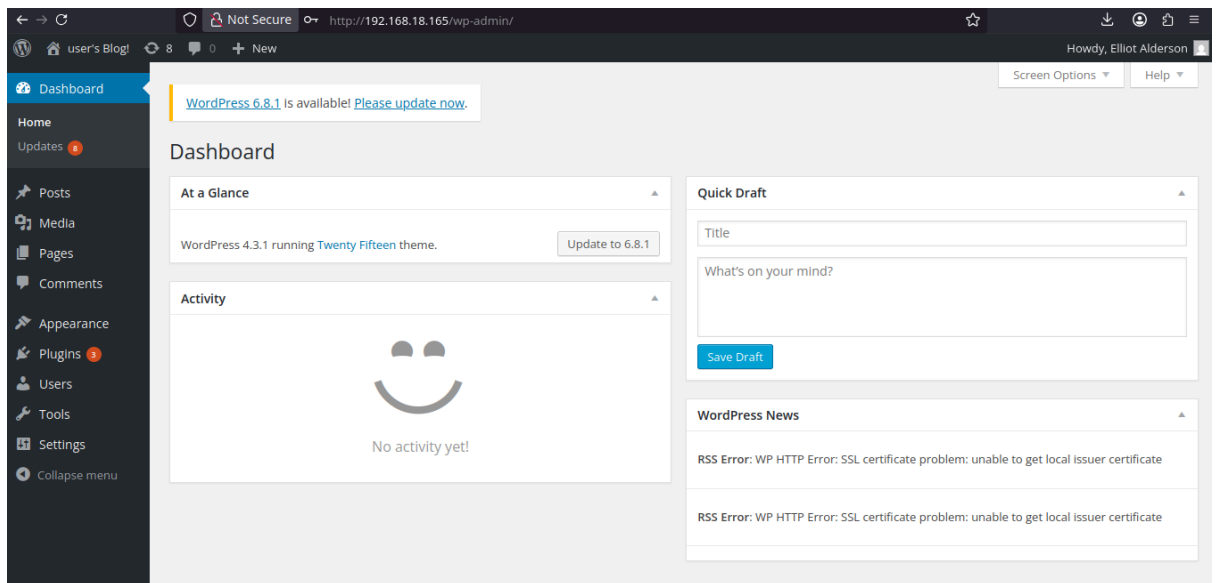 Not Secure http://192.168.18.165/wp-admin/
user's Blog! 8 0 New Howdy, Elliot Alderson
Screen Options Help
Dashboard
Home
Updates 8
Posts
Media
Pages
Comments
Appearance
Plugins 3
Users
Tools
Settings
Collapse menu
WordPress 6.8.1 is available! Please update now.
Dashboard
At a Glance
WordPress 4.3.1 running Twenty Fifteen theme. Update to 6.8.1
Activity
No activity yet!
Quick Draft
Title
What's on your mind?
Save Draft
WordPress News
RSS Error: WP HTTP Error: SSL certificate problem: unable to get local issuer certificate
RSS Error: WP HTTP Error: SSL certificate problem: unable to get local issuer certificate